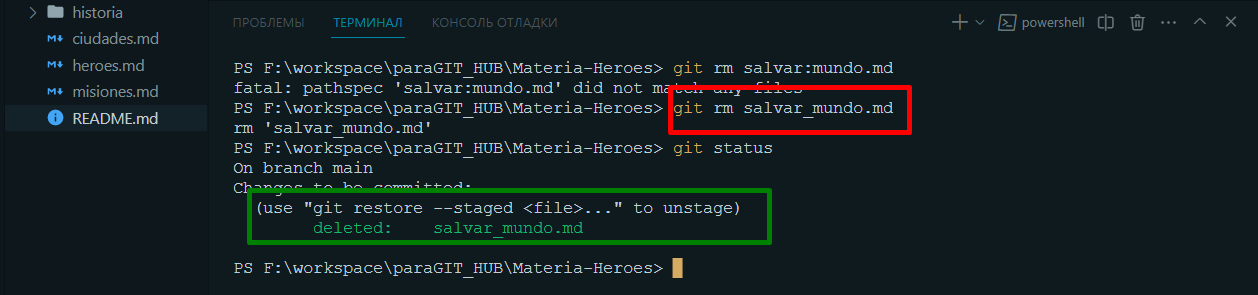 historia
ciudades.md
heroes.md
misiones.md
README.md
ПРОБЛЕМЫ ТЕРМИНАЛ КОНСОЛЬ ОТЛАДКИ powershell
PS F:\workspace\paraGIT_HUB\Materia-Heroes> git rm salvar:mundo.md
fatal: pathspec 'salvar:mundo.md' did not match any files
PS F:\workspace\paraGIT_HUB\Materia-Heroes> git rm salvar_mundo.md
rm 'salvar_mundo.md'
PS F:\workspace\paraGIT_HUB\Materia-Heroes> git status
On branch main
Changes to be committed:
(use "git restore --staged <file>..." to unstage)
deleted: salvar_mundo.md
PS F:\workspace\paraGIT_HUB\Materia-Heroes>